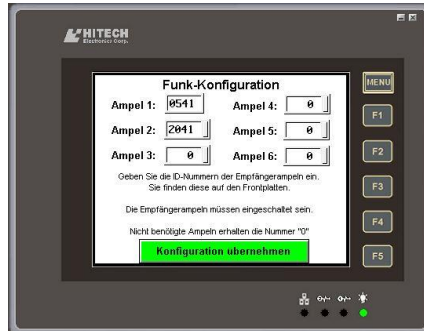 HITECH
Electronics Corp.
Funk-Konfiguration
MENU
Ampel 1: 0541 Ampel 4: 0
F1
Ampel 2: 2041 Ampel 5: 0
F2
Ampel 3: 0 Ampel 6: 0
Geben Sie die ID-Nummern der Empfängerampeln ein.
Sie finden diese auf den Frontplatten.
F3
Die Empfängerampeln müssen eingeschaltet sein.
F4
Nicht benötigte Ampeln erhalten die Nummer "0"
Konfiguration übernehmen
F5